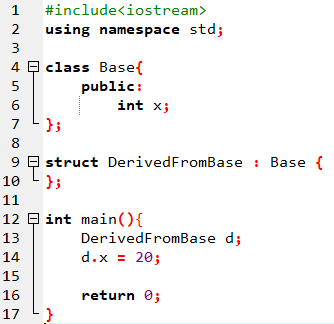 1 #include<iostream>
2 using namespace std;
3
4 class Base{
5 public:
6 int x;
7 };
8
9 struct DerivedFromBase : Base {
10 };
11
12 int main(){
13 DerivedFromBase d;
14 d.x = 20;
15
16 return 0;
17 }